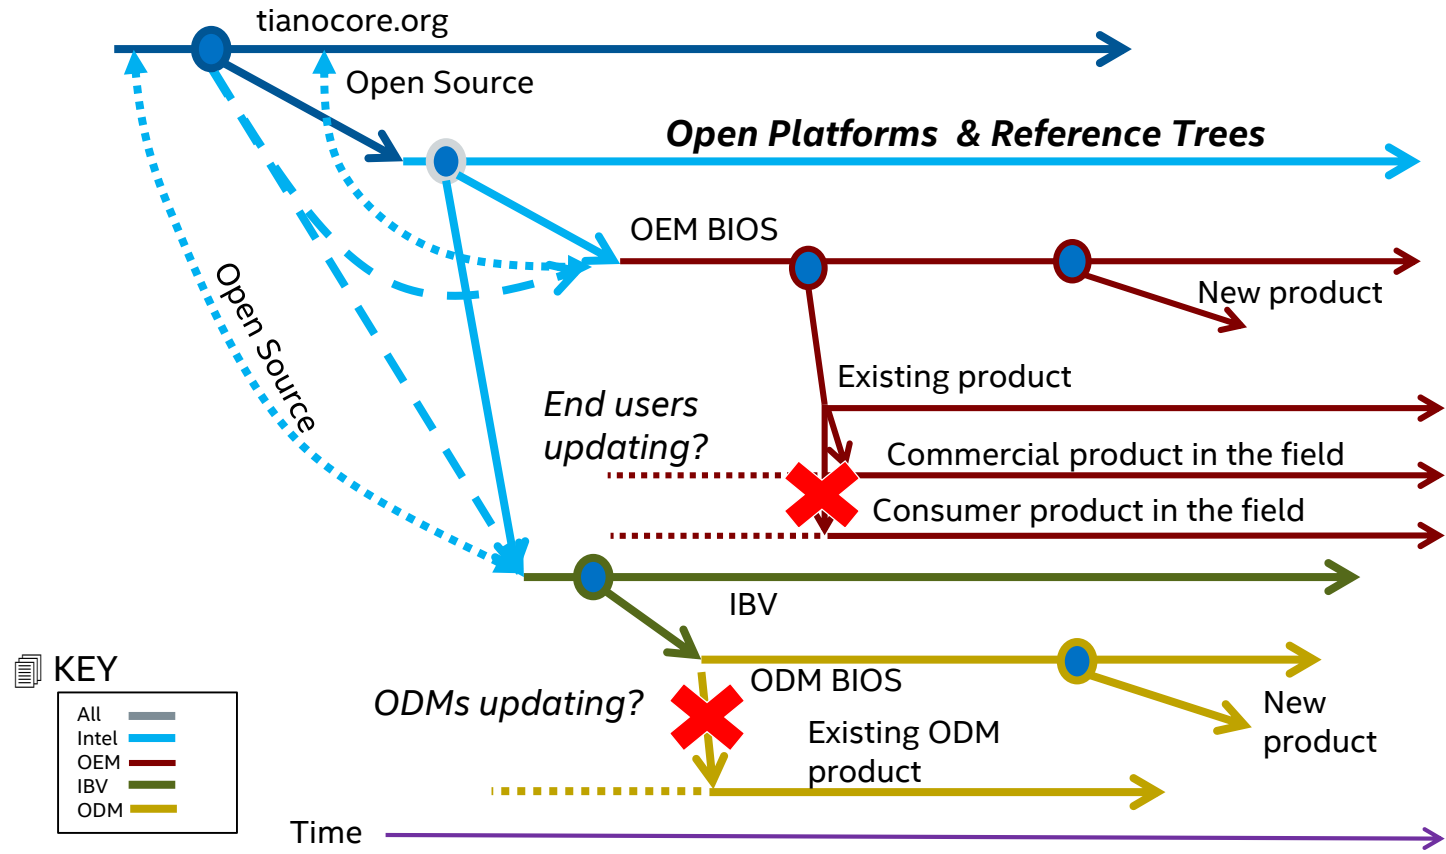 tianocore.org
Open Source
Open Platforms & Reference Trees
OEM BIOS
New product
Open Source
Existing product
End users
updating?
Commercial product in the field
Consumer product in the field
IBV
KEY
All
Intel
OEM
IBV
ODM
ODMs updating?
ODM BIOS
New
product
Existing ODM
product
Time